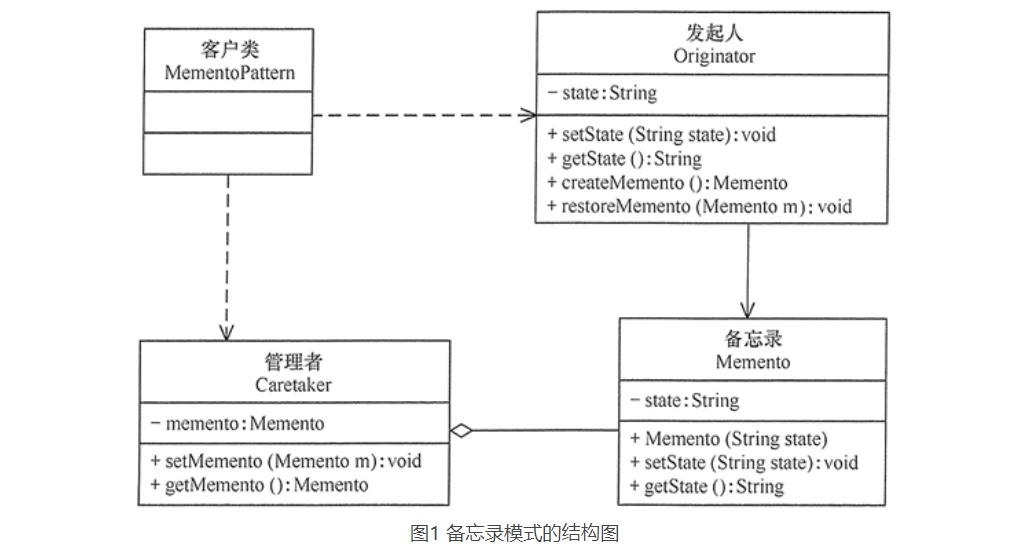 客户类
MementoPattern
发起人
Originator
- state:String
+ setState (String state):void
+ getState ():String
+ createMemento ():Memento
+ restoreMemento (Memento m):void
管理者
Caretaker
- memento:Memento
+ setMemento (Memento m):void
+ getMemento ():Memento
备忘录
Memento
- state:String
+ Memento (String state)
+ setState (String state):void
+ getState ():String
图1 备忘录模式的结构图